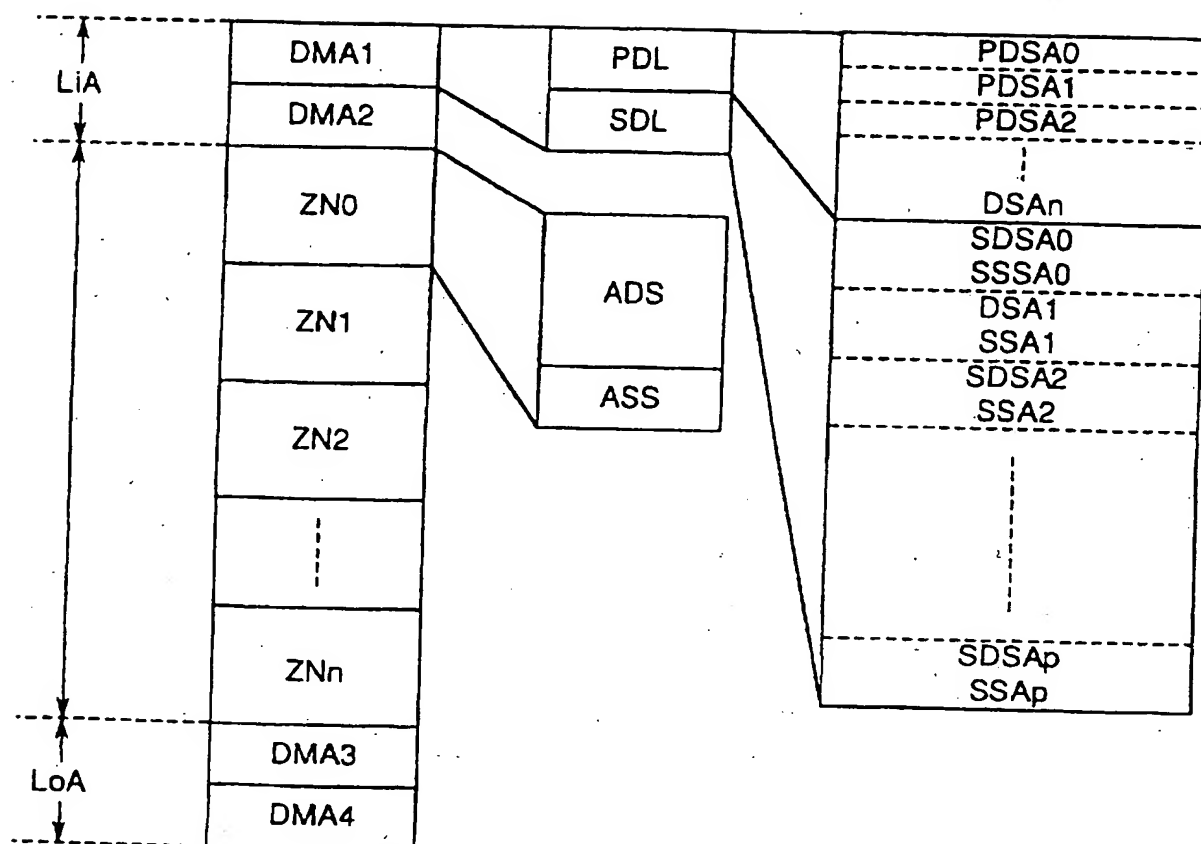 LiA
DMA1
DMA2
ZN0
ZN1
ZN2
ZNn
LoA
DMA3
DMA4
PDL
SDL
ADS
ASS
PDSA0
PDSA1
PDSA2
DSAn
SDSA0
SSSA0
DSA1
SSA1
SDSA2
SSA2
SDSAp
SSAp